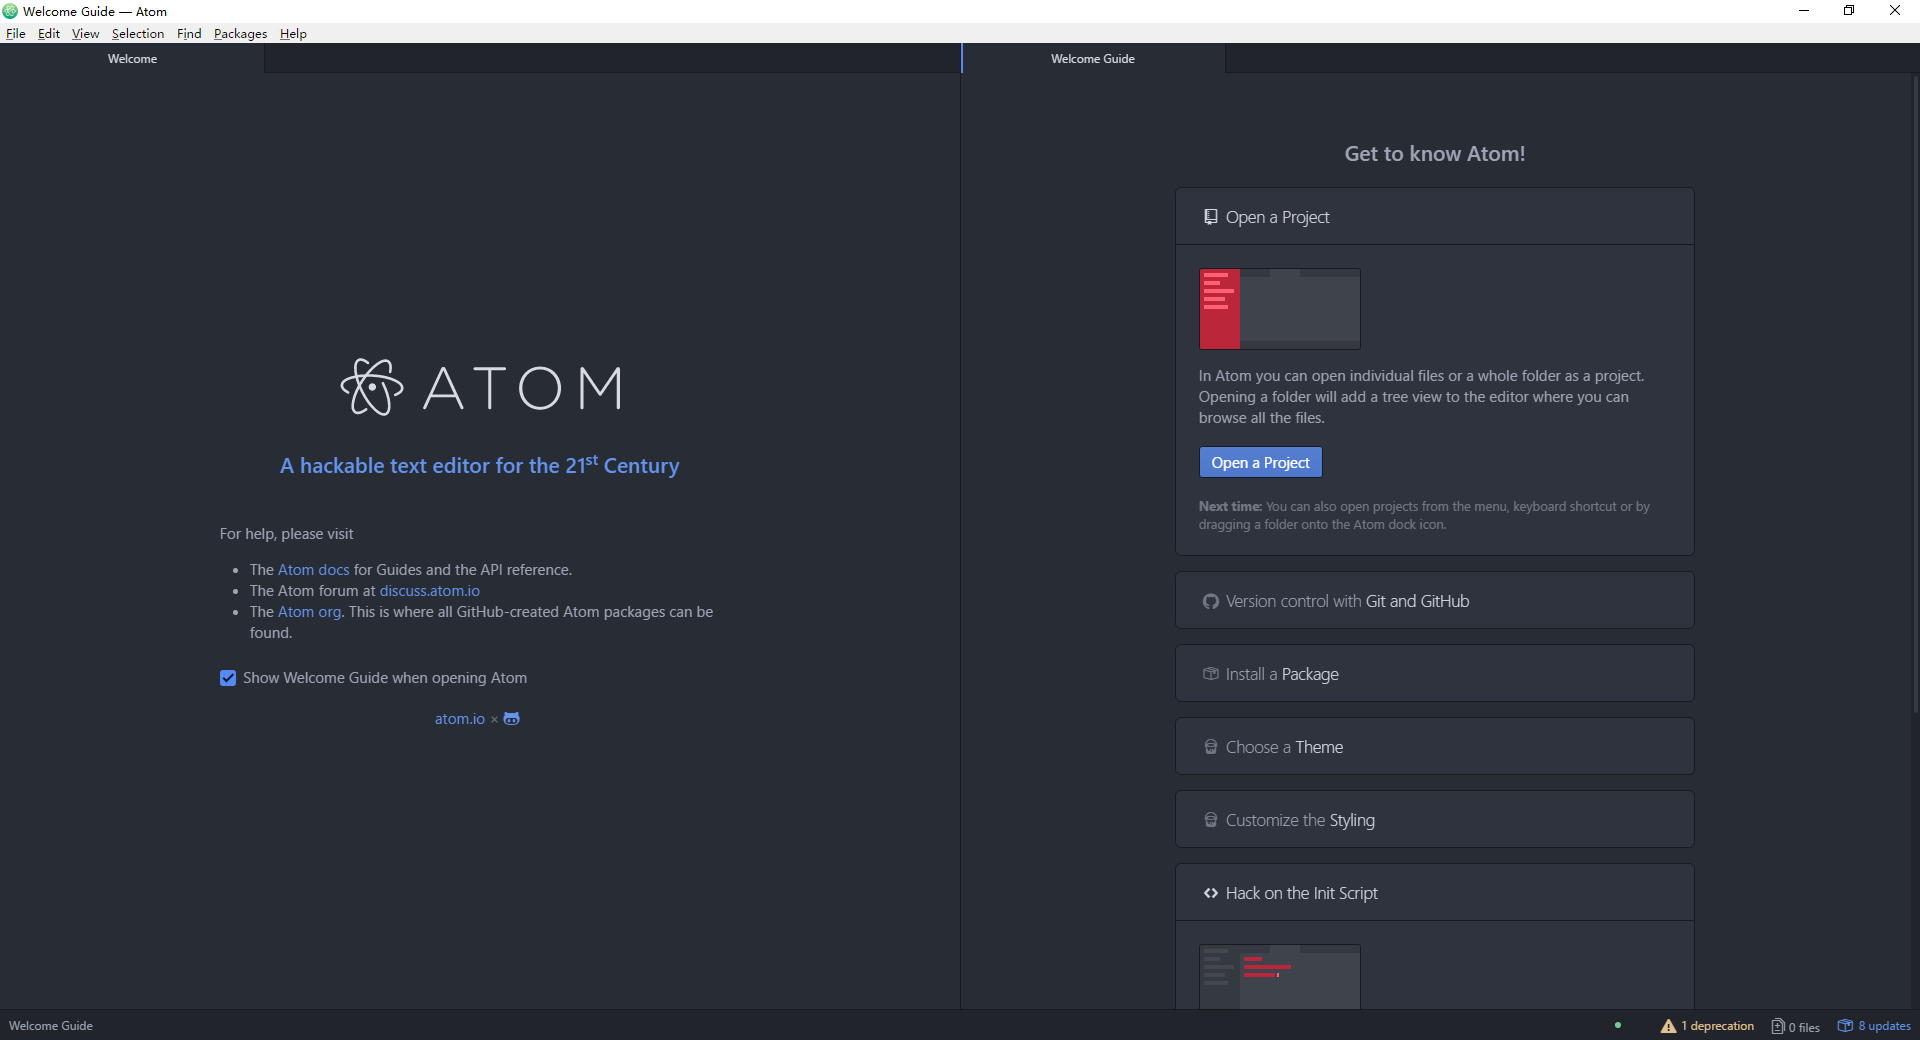 Welcome Guide — Atom
File Edit View Selection Find Packages Help
Welcome
Welcome Guide
ATOM
A hackable text editor for the 21st Century
For help, please visit
• The Atom docs for Guides and the API reference.
• The Atom forum at discuss.atom.io
• The Atom org. This is where all GitHub-created Atom packages can be
found.
Show Welcome Guide when opening Atom
atom.io ×
Get to know Atom!
Open a Project
In Atom you can open individual files or a whole folder as a project.
Opening a folder will add a tree view to the editor where you can
browse all the files.
Open a Project
Next time: You can also open projects from the menu, keyboard shortcut or by
dragging a folder onto the Atom dock icon.
Version control with Git and GitHub
Install a Package
Choose a Theme
Customize the Styling
Hack on the Init Script
Welcome Guide
1 deprecation
0 files
8 updates